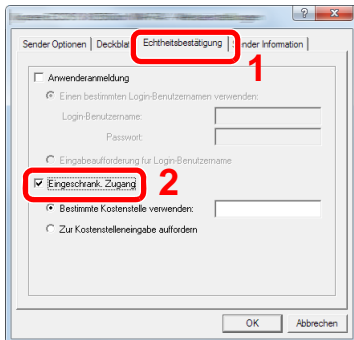 Sender Optionen Deckblat Echtheitsbestätigung Sender Information
1
Anwenderanmeldung
Einen bestimmten Login-Benutzernamen verwenden:
Login-Benutzername:
Passwort:
Eingabeaufforderung für Login-Benutzername
Eingeschränk. Zugang
2
Bestimmte Kostenstelle verwenden:
Zur Kostenstelleneingabe auffordern
OK Abbrechen